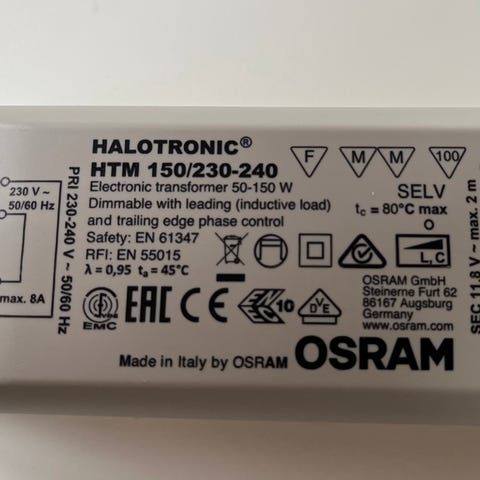 HALOTRONIC®
HTM 150/230-240
Electronic transformer 50-150 W
Dimmable with leading (inductive load)
and trailing edge phase control
Safety: EN 61347
RFI: EN 55015
λ = 0,95 ta = 45°C
F
M M
100
SELV
tc = 80°C max
L, C
230 V ~
50/60 Hz
max. 8A
PRI 230-240 V ~ 50/60 Hz
SEC 11,8 V ~ max. 2 m
EMC
EAC CE
10
DVE
OSRAM GmbH
Steinerne Furt 62
86167 Augsburg
Germany
www.osram.com
Made in Italy by OSRAM
OSRAM